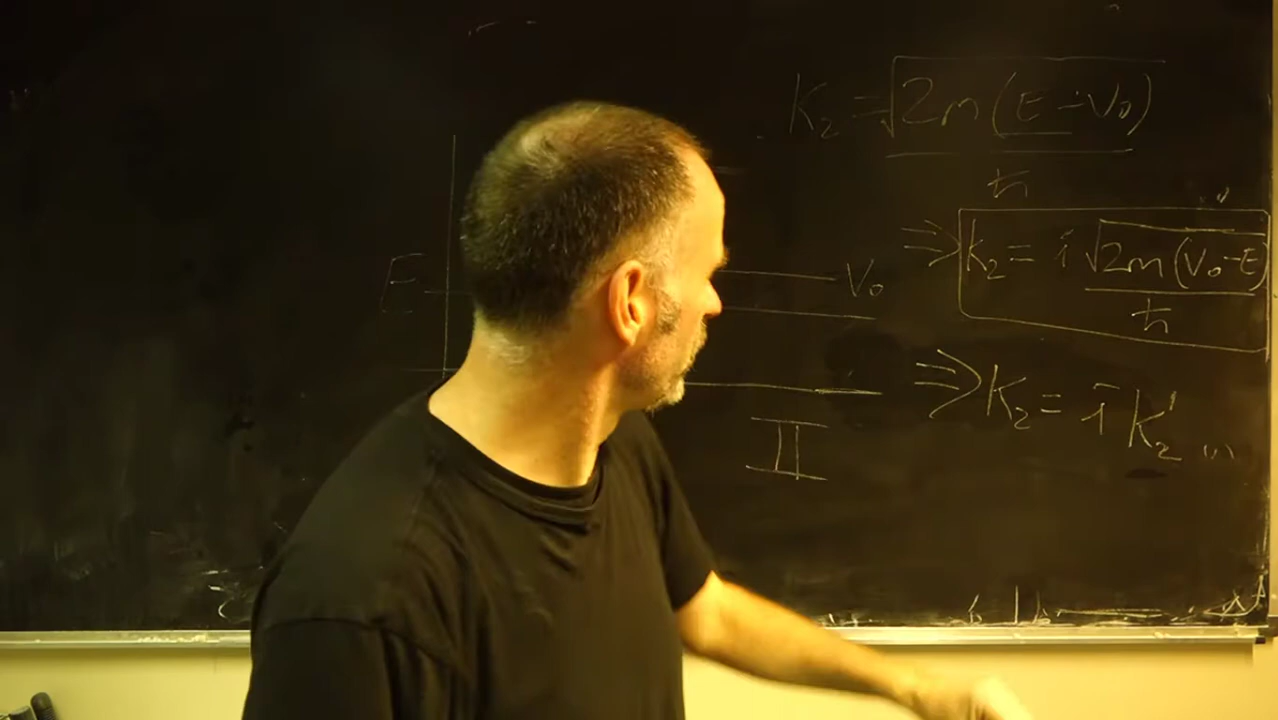 K₂ = √2m(E-V₀)
ħ
E
V₀
⇒ k₂ = i √2m(V₀-E)
ħ
⇒ K₂ = i K₂'
II